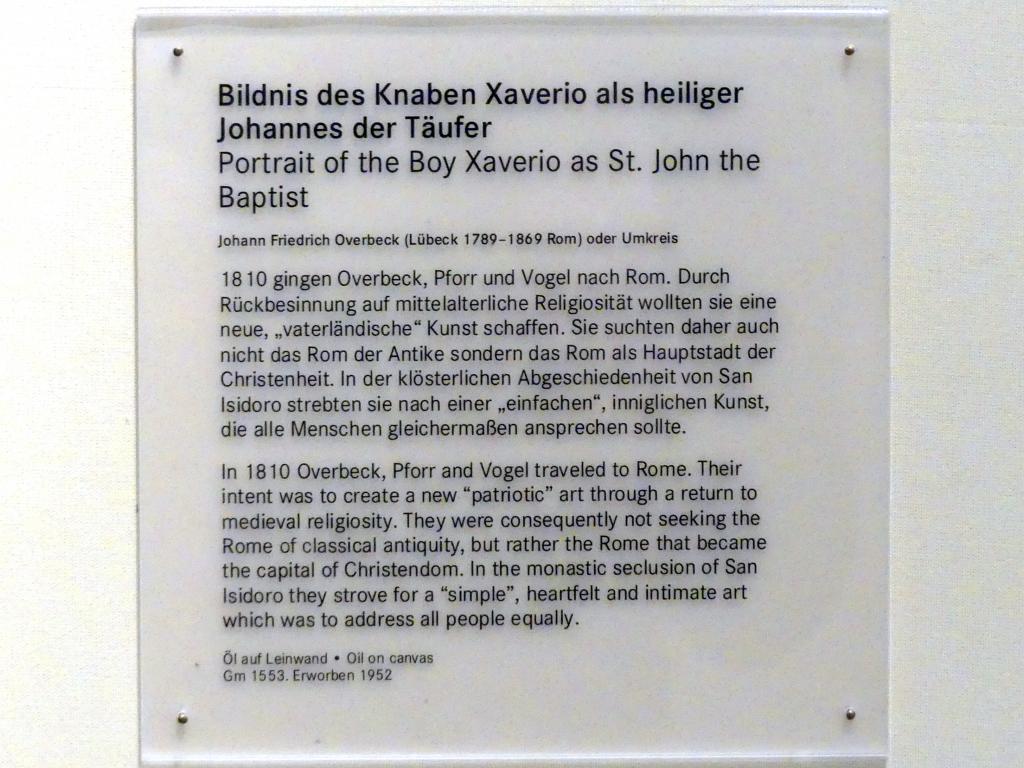 Bildnis des Knaben Xaverio als heiliger
Johannes der Täufer
Portrait of the Boy Xaverio as St. John the
Baptist
Johann Friedrich Overbeck (Lübeck 1789–1869 Rom) oder Umkreis
1810 gingen Overbeck, Pforr und Vogel nach Rom. Durch
Rückbesinnung auf mittelalterliche Religiosität wollten sie eine
neue, „vaterländische“ Kunst schaffen. Sie suchten daher auch
nicht das Rom der Antike sondern das Rom als Hauptstadt der
Christenheit. In der klösterlichen Abgeschiedenheit von San
Isidoro strebten sie nach einer „einfachen“, inniglichen Kunst,
die alle Menschen gleichermaßen ansprechen sollte.
In 1810 Overbeck, Pforr and Vogel traveled to Rome. Their
intent was to create a new “patriotic” art through a return to
medieval religiosity. They were consequently not seeking the
Rome of classical antiquity, but rather the Rome that became
the capital of Christendom. In the monastic seclusion of San
Isidoro they strove for a “simple”, heartfelt and intimate art
which was to address all people equally.
Öl auf Leinwand • Oil on canvas
Gm 1553. Erworben 1952